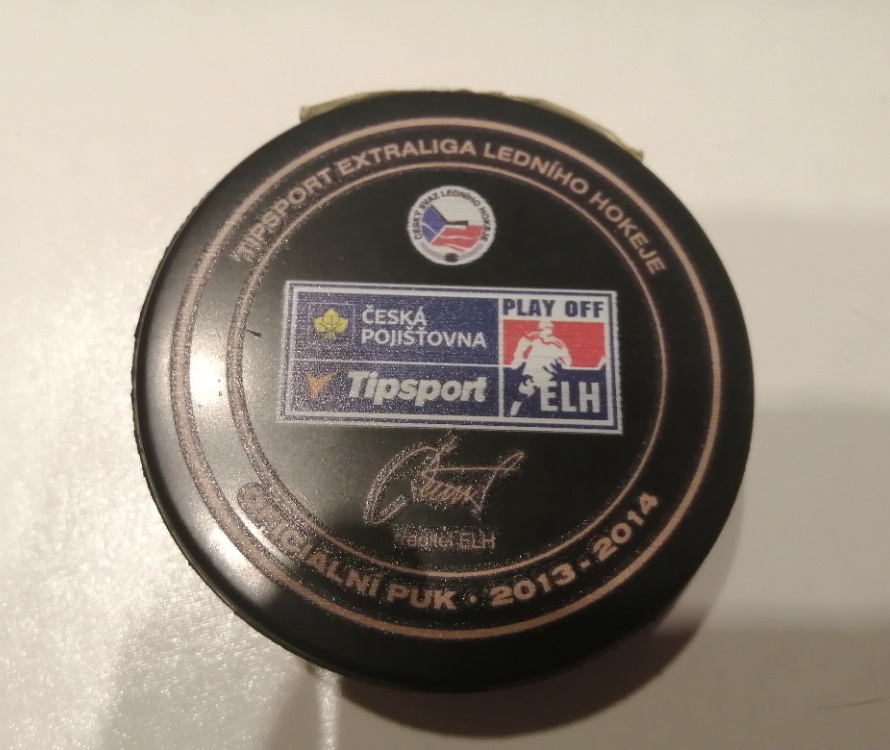 TIPSPORT EXTRALIGA LEDNÍHO HOKEJE
ČESKÝ SVAZ LEDNÍHO HOKEJE
ČESKÁ
POJIŠŤOVNA
Tipsport
PLAY OFF
ELH
ředitel ELH
OFICIÁLNÍ PUK · 2013 - 2014